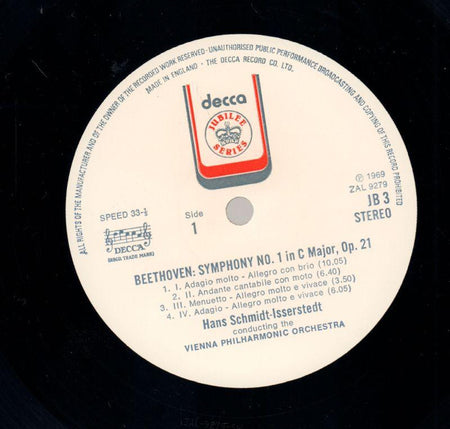 ALL RIGHTS OF THE MANUFACTURER AND OF THE OWNER OF THE RECORDED WORK RESERVED - UNAUTHORISED PUBLIC PERFORMANCE BROADCASTING AND COPYING OF THIS RECORD PROHIBITED
MADE IN ENGLAND - THE DECCA RECORD CO. LTD.
decca
JUBILEE
SERIES
SPEED 33-⅓
DECCA
(REGD. TRADE MARK)
Side
1
Ⓟ 1969
ZAL 9279
JB 3
STEREO
BEETHOVEN: SYMPHONY NO. 1 in C Major, Op. 21
1. I. Adagio molto - Allegro con brio (10.05)
2. II. Andante cantabile con moto (6.40)
3. III. Menuetto - Allegro molto e vivace (3.50)
4. IV. Adagio - Allegro molto e vivace (6.05)
Hans Schmidt-Isserstedt
conducting the
VIENNA PHILHARMONIC ORCHESTRA